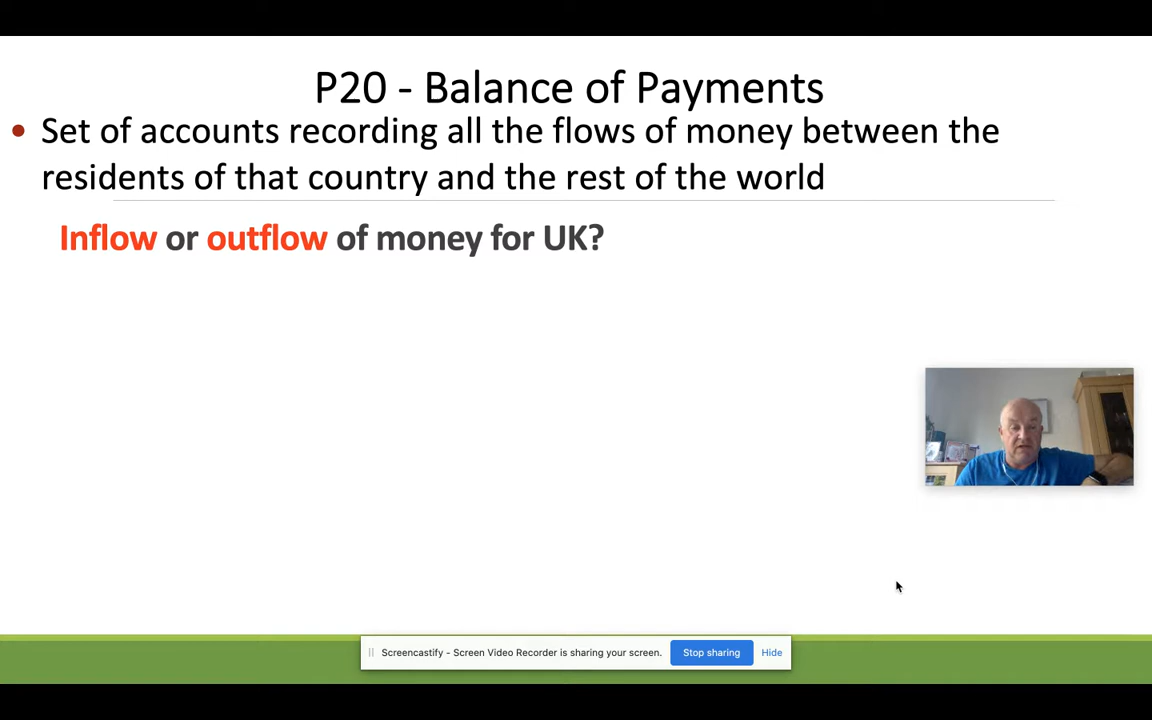 P20 - Balance of Payments
• Set of accounts recording all the flows of money between the
residents of that country and the rest of the world
Inflow or outflow of money for UK?
Screencastify - Screen Video Recorder is sharing your screen. Stop sharing Hide